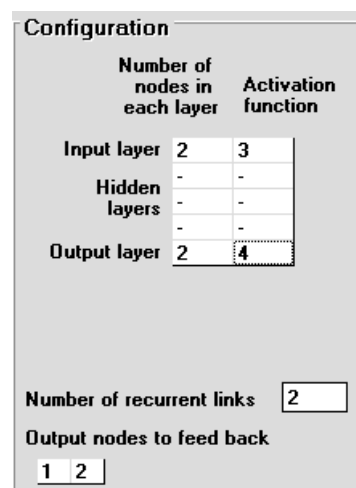 Configuration
Number of nodes in each layer
Activation function
Input layer 2 3
Hidden layers - -
- -
- -
Output layer 2 4
Number of recurrent links 2
Output nodes to feed back
1 2